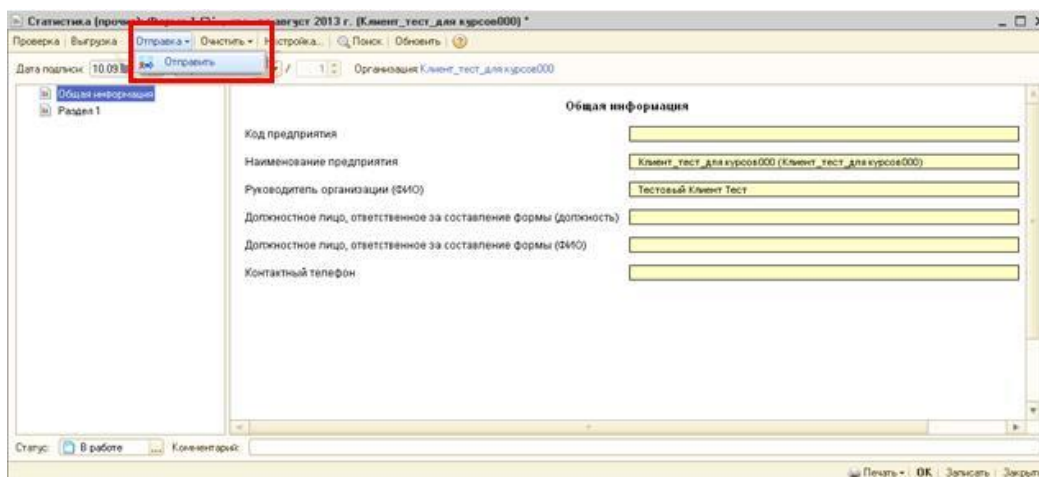 Статистика (прочие) август 2013 г. (Клиент_тест_для курсов000) *
Проверка Выгрузка Отправка Очистить Настройка... Поиск Обновить
Отправить
Дата подписи: 10.09 / 1 Организация Клиент_тест_для курсов000
Общая информация
Раздел 1
Общая информация
Код предприятия
Наименование предприятия Клиент_тест_для курсов000 (Клиент_тест_для курсов000)
Руководитель организации (ФИО) Тестовый Клиент Тест
Должностное лицо, ответственное за составление формы (должность)
Должностное лицо, ответственное за составление формы (ФИО)
Контактный телефон
Статус: В работе ... Комментарий:
Печать OK Записать Закрыть